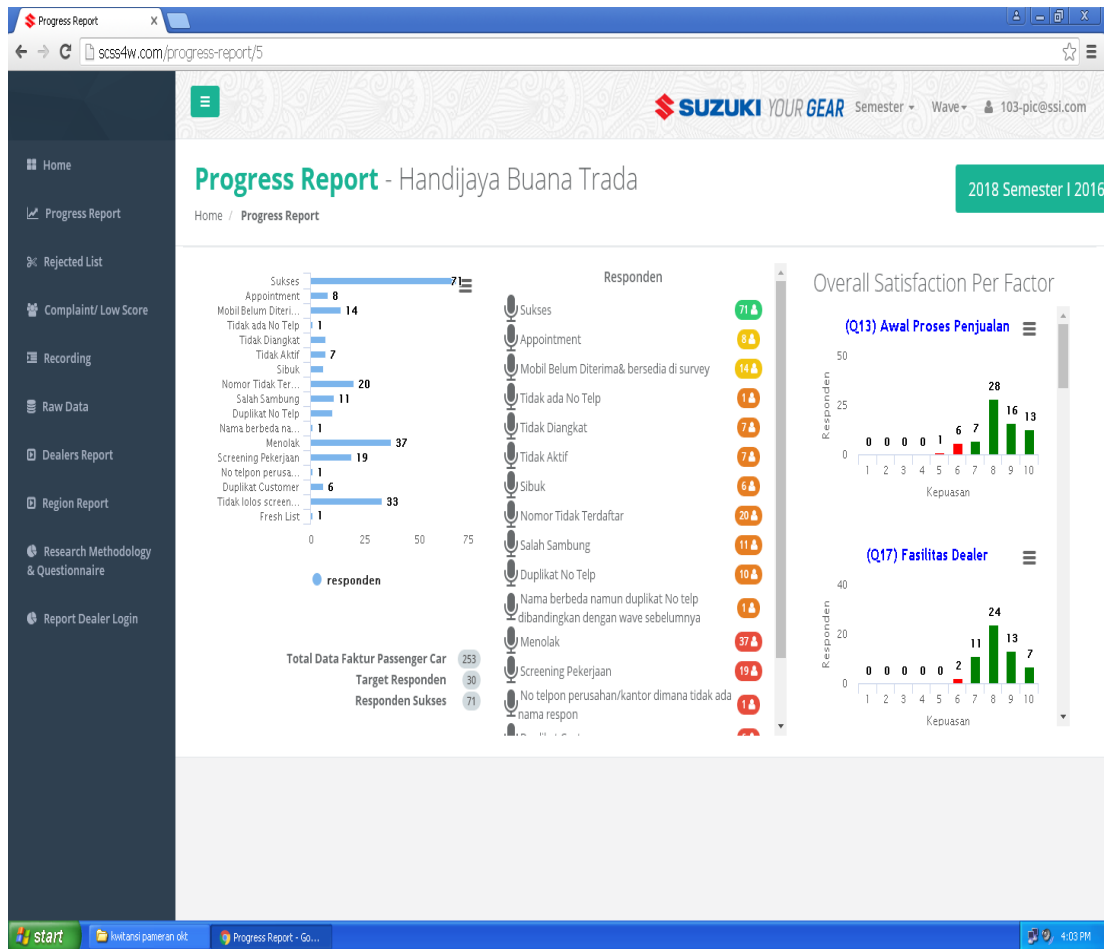 Progress Report
scss4w.com/progress-report/5
SUZUKI YOUR GEAR Semester Wave 103-pic@ssi.com
Home
Progress Report
Rejected List
Complaint/ Low Score
Recording
Raw Data
Dealers Report
Region Report
Research Methodology
& Questionnaire
Report Dealer Login
Progress Report - Handijaya Buana Trada
Home / Progress Report
2018 Semester I 2016
Sukses 71
Appointment 8
Mobil Belum Diteri... 14
Tidak ada No Telp 1
Tidak Diangkat
Tidak Aktif 7
Sibuk
Nomor Tidak Ter... 20
Salah Sambung 11
Duplikat No Telp
Nama berbeda na... 1
Menolak 37
Screening Pekerjaan 19
No telpon perusa... 1
Duplikat Customer 6
Tidak lolos screen... 33
Fresh List 1
0 25 50 75
responden
Total Data Faktur Passenger Car 253
Target Responden 30
Responden Sukses 71
Responden
Sukses 71
Appointment 8
Mobil Belum Diterima& bersedia di survey 14
Tidak ada No Telp 1
Tidak Diangkat 7
Tidak Aktif 7
Sibuk 6
Nomor Tidak Terdaftar 20
Salah Sambung 11
Duplikat No Telp 10
Nama berbeda namun duplikat No telp
dibandingkan dengan wave sebelumnya 1
Menolak 37
Screening Pekerjaan 19
No telpon perusahan/kantor dimana tidak ada
nama respon 1
Overall Satisfaction Per Factor
(Q13) Awal Proses Penjualan
Responden
50
25
0
0 0 0 0 1 6 7 28 16 13
1 2 3 4 5 6 7 8 9 10
Kepuasan
(Q17) Fasilitas Dealer
Responden
40
20
0
0 0 0 0 0 2 11 24 13 7
1 2 3 4 5 6 7 8 9 10
Kepuasan
start kwitansi pameran okt Progress Report - Go... 4:03 PM